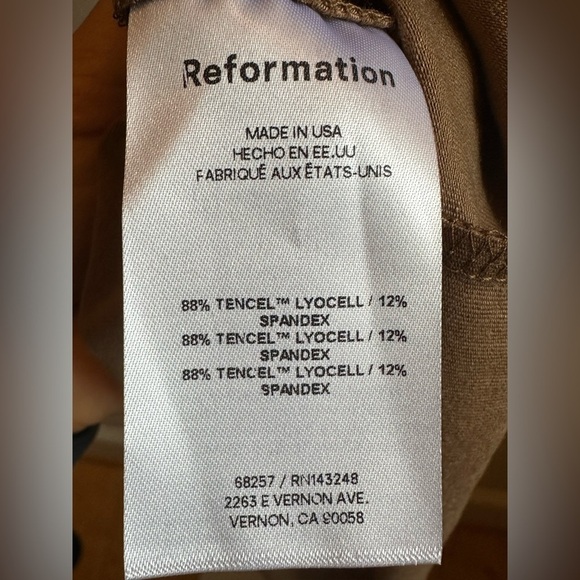 Reformation
MADE IN USA
HECHO EN EE.UU
FABRIQUÉ AUX ÉTATS-UNIS
88% TENCEL™ LYOCELL / 12%
SPANDEX
88% TENCEL™ LYOCELL / 12%
SPANDEX
88% TENCEL™ LYOCELL / 12%
SPANDEX
68257 / RN143248
2263 E VERNON AVE.
VERNON, CA 90058